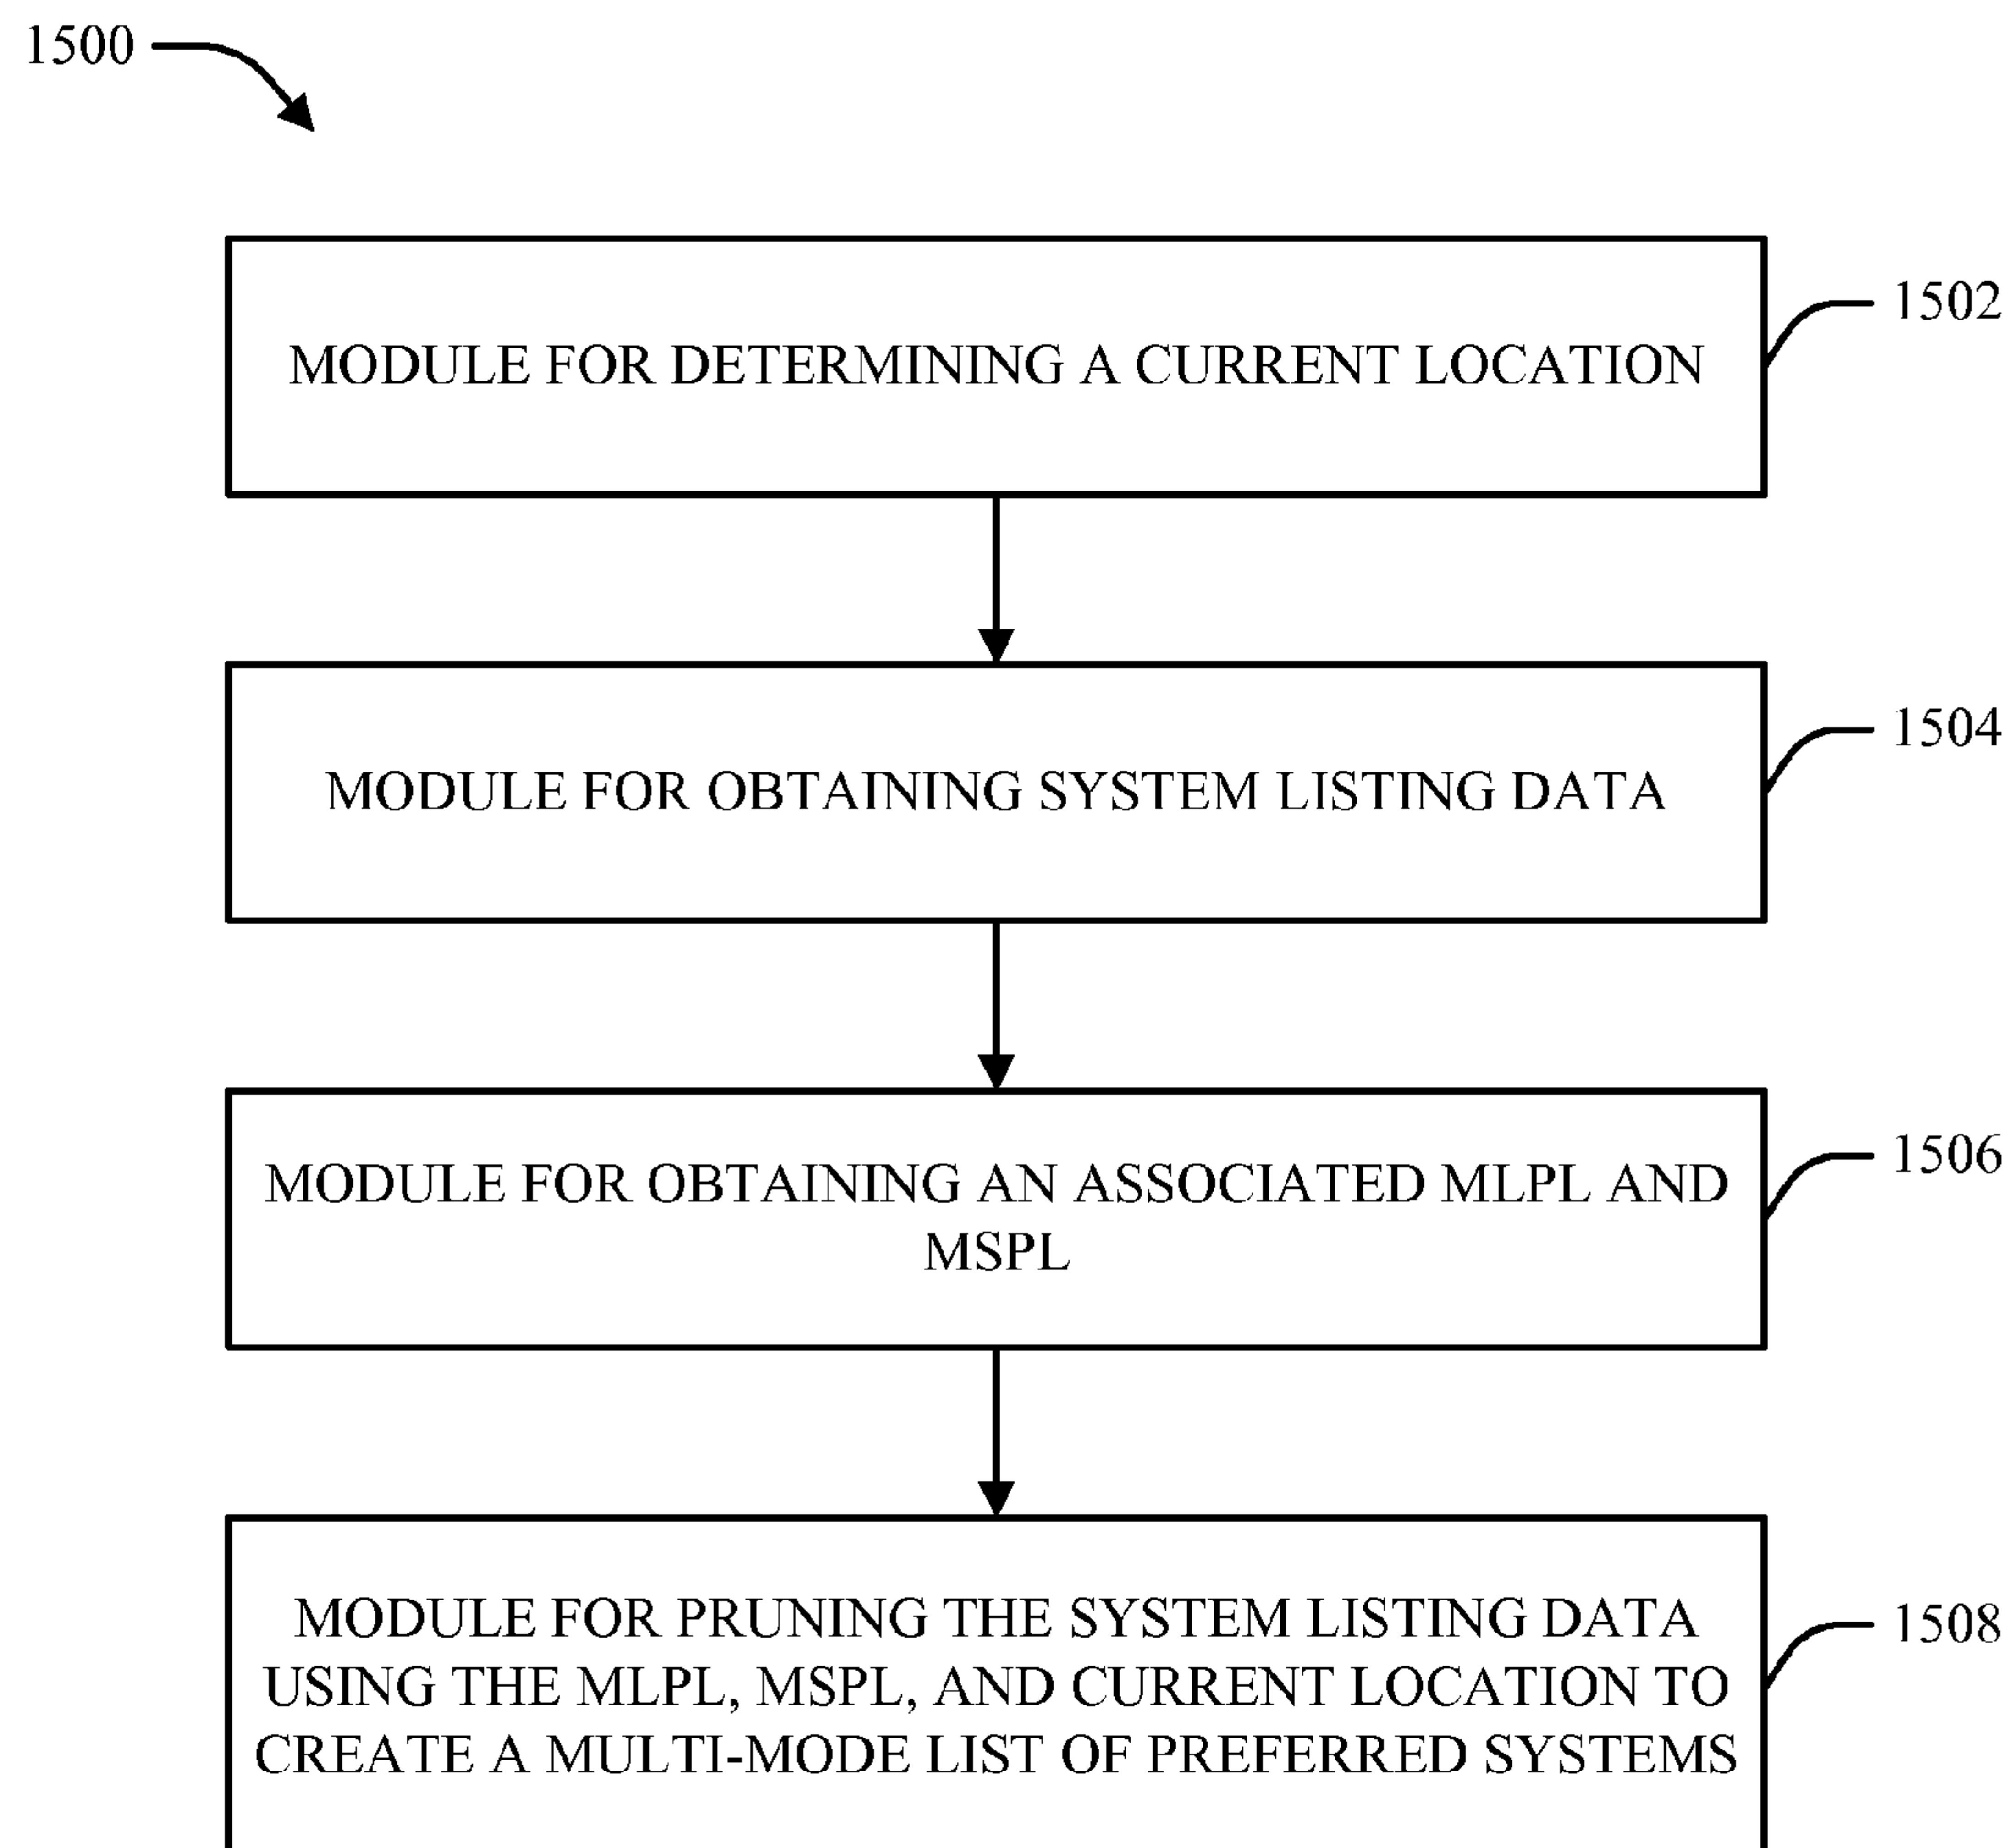 1500
1502
MODULE FOR DETERMINING A CURRENT LOCATION
1504
MODULE FOR OBTAINING SYSTEM LISTING DATA
1506
MODULE FOR OBTAINING AN ASSOCIATED MLPL AND
MSPL
1508
MODULE FOR PRUNING THE SYSTEM LISTING DATA
USING THE MLPL, MSPL, AND CURRENT LOCATION TO
CREATE A MULTI-MODE LIST OF PREFERRED SYSTEMS